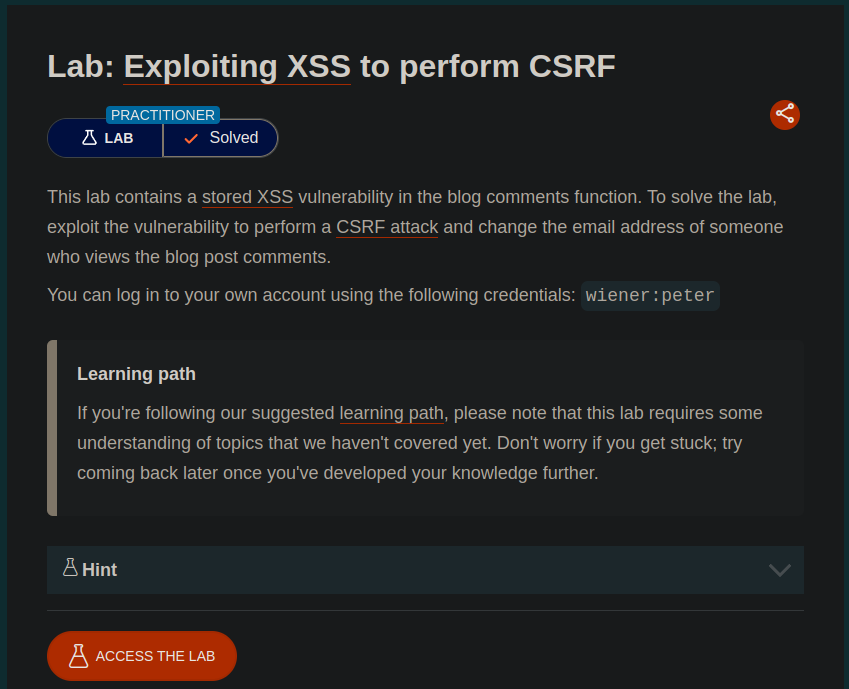 Lab: Exploiting XSS to perform CSRF
PRACTITIONER
LAB
Solved
This lab contains a stored XSS vulnerability in the blog comments function. To solve the lab,
exploit the vulnerability to perform a CSRF attack and change the email address of someone
who views the blog post comments.
You can log in to your own account using the following credentials: wiener:peter
Learning path
If you're following our suggested learning path, please note that this lab requires some
understanding of topics that we haven't covered yet. Don't worry if you get stuck; try
coming back later once you've developed your knowledge further.
Hint
ACCESS THE LAB